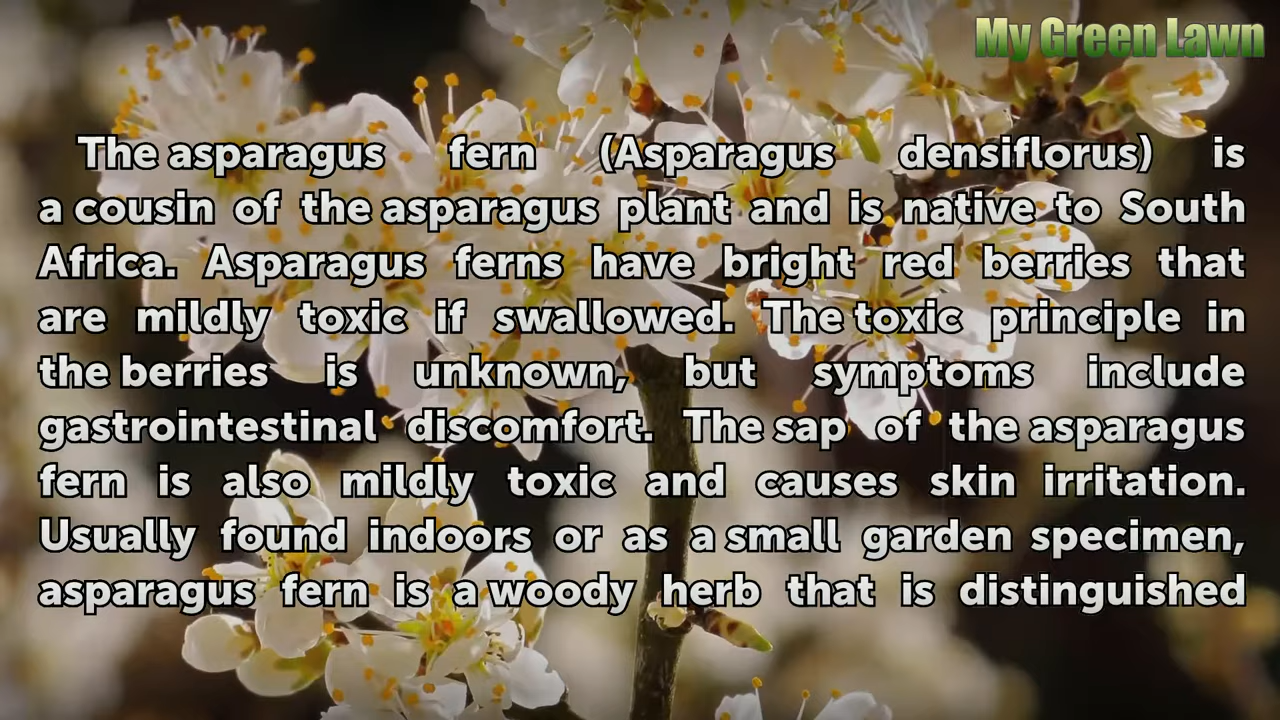 My Green Lawn
The asparagus fern (Asparagus densiflorus) is
a cousin of the asparagus plant and is native to South
Africa. Asparagus ferns have bright red berries that
are mildly toxic if swallowed. The toxic principle in
the berries is unknown, but symptoms include
gastrointestinal discomfort. The sap of the asparagus
fern is also mildly toxic and causes skin irritation.
Usually found indoors or as a small garden specimen,
asparagus fern is a woody herb that is distinguished